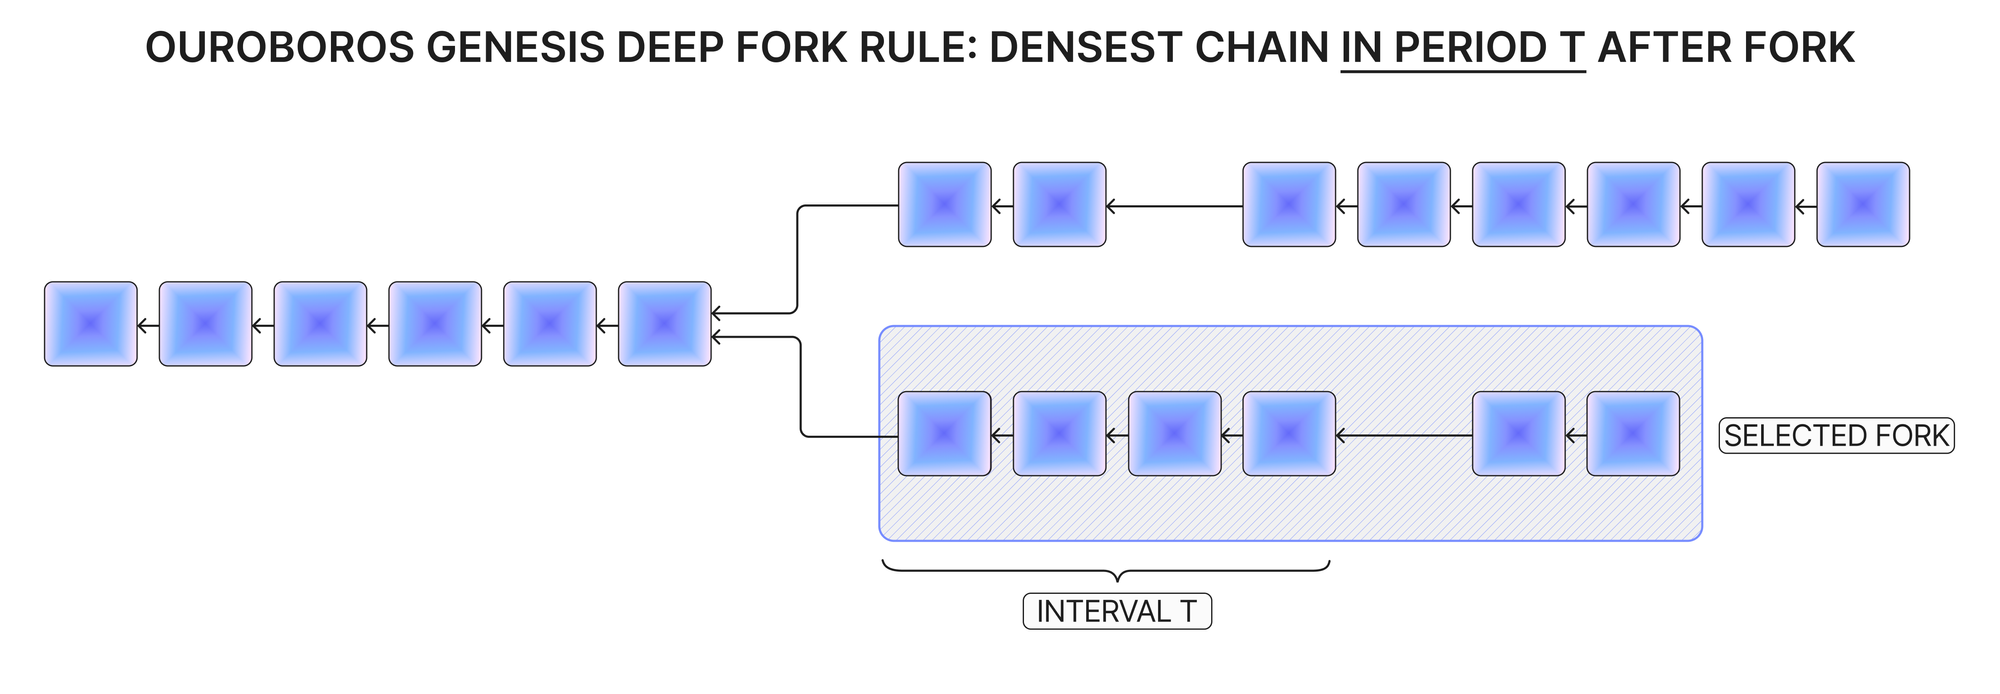 OUROBOROS GENESIS DEEP FORK RULE: DENSEST CHAIN IN PERIOD T AFTER FORK
SELECTED FORK
INTERVAL T